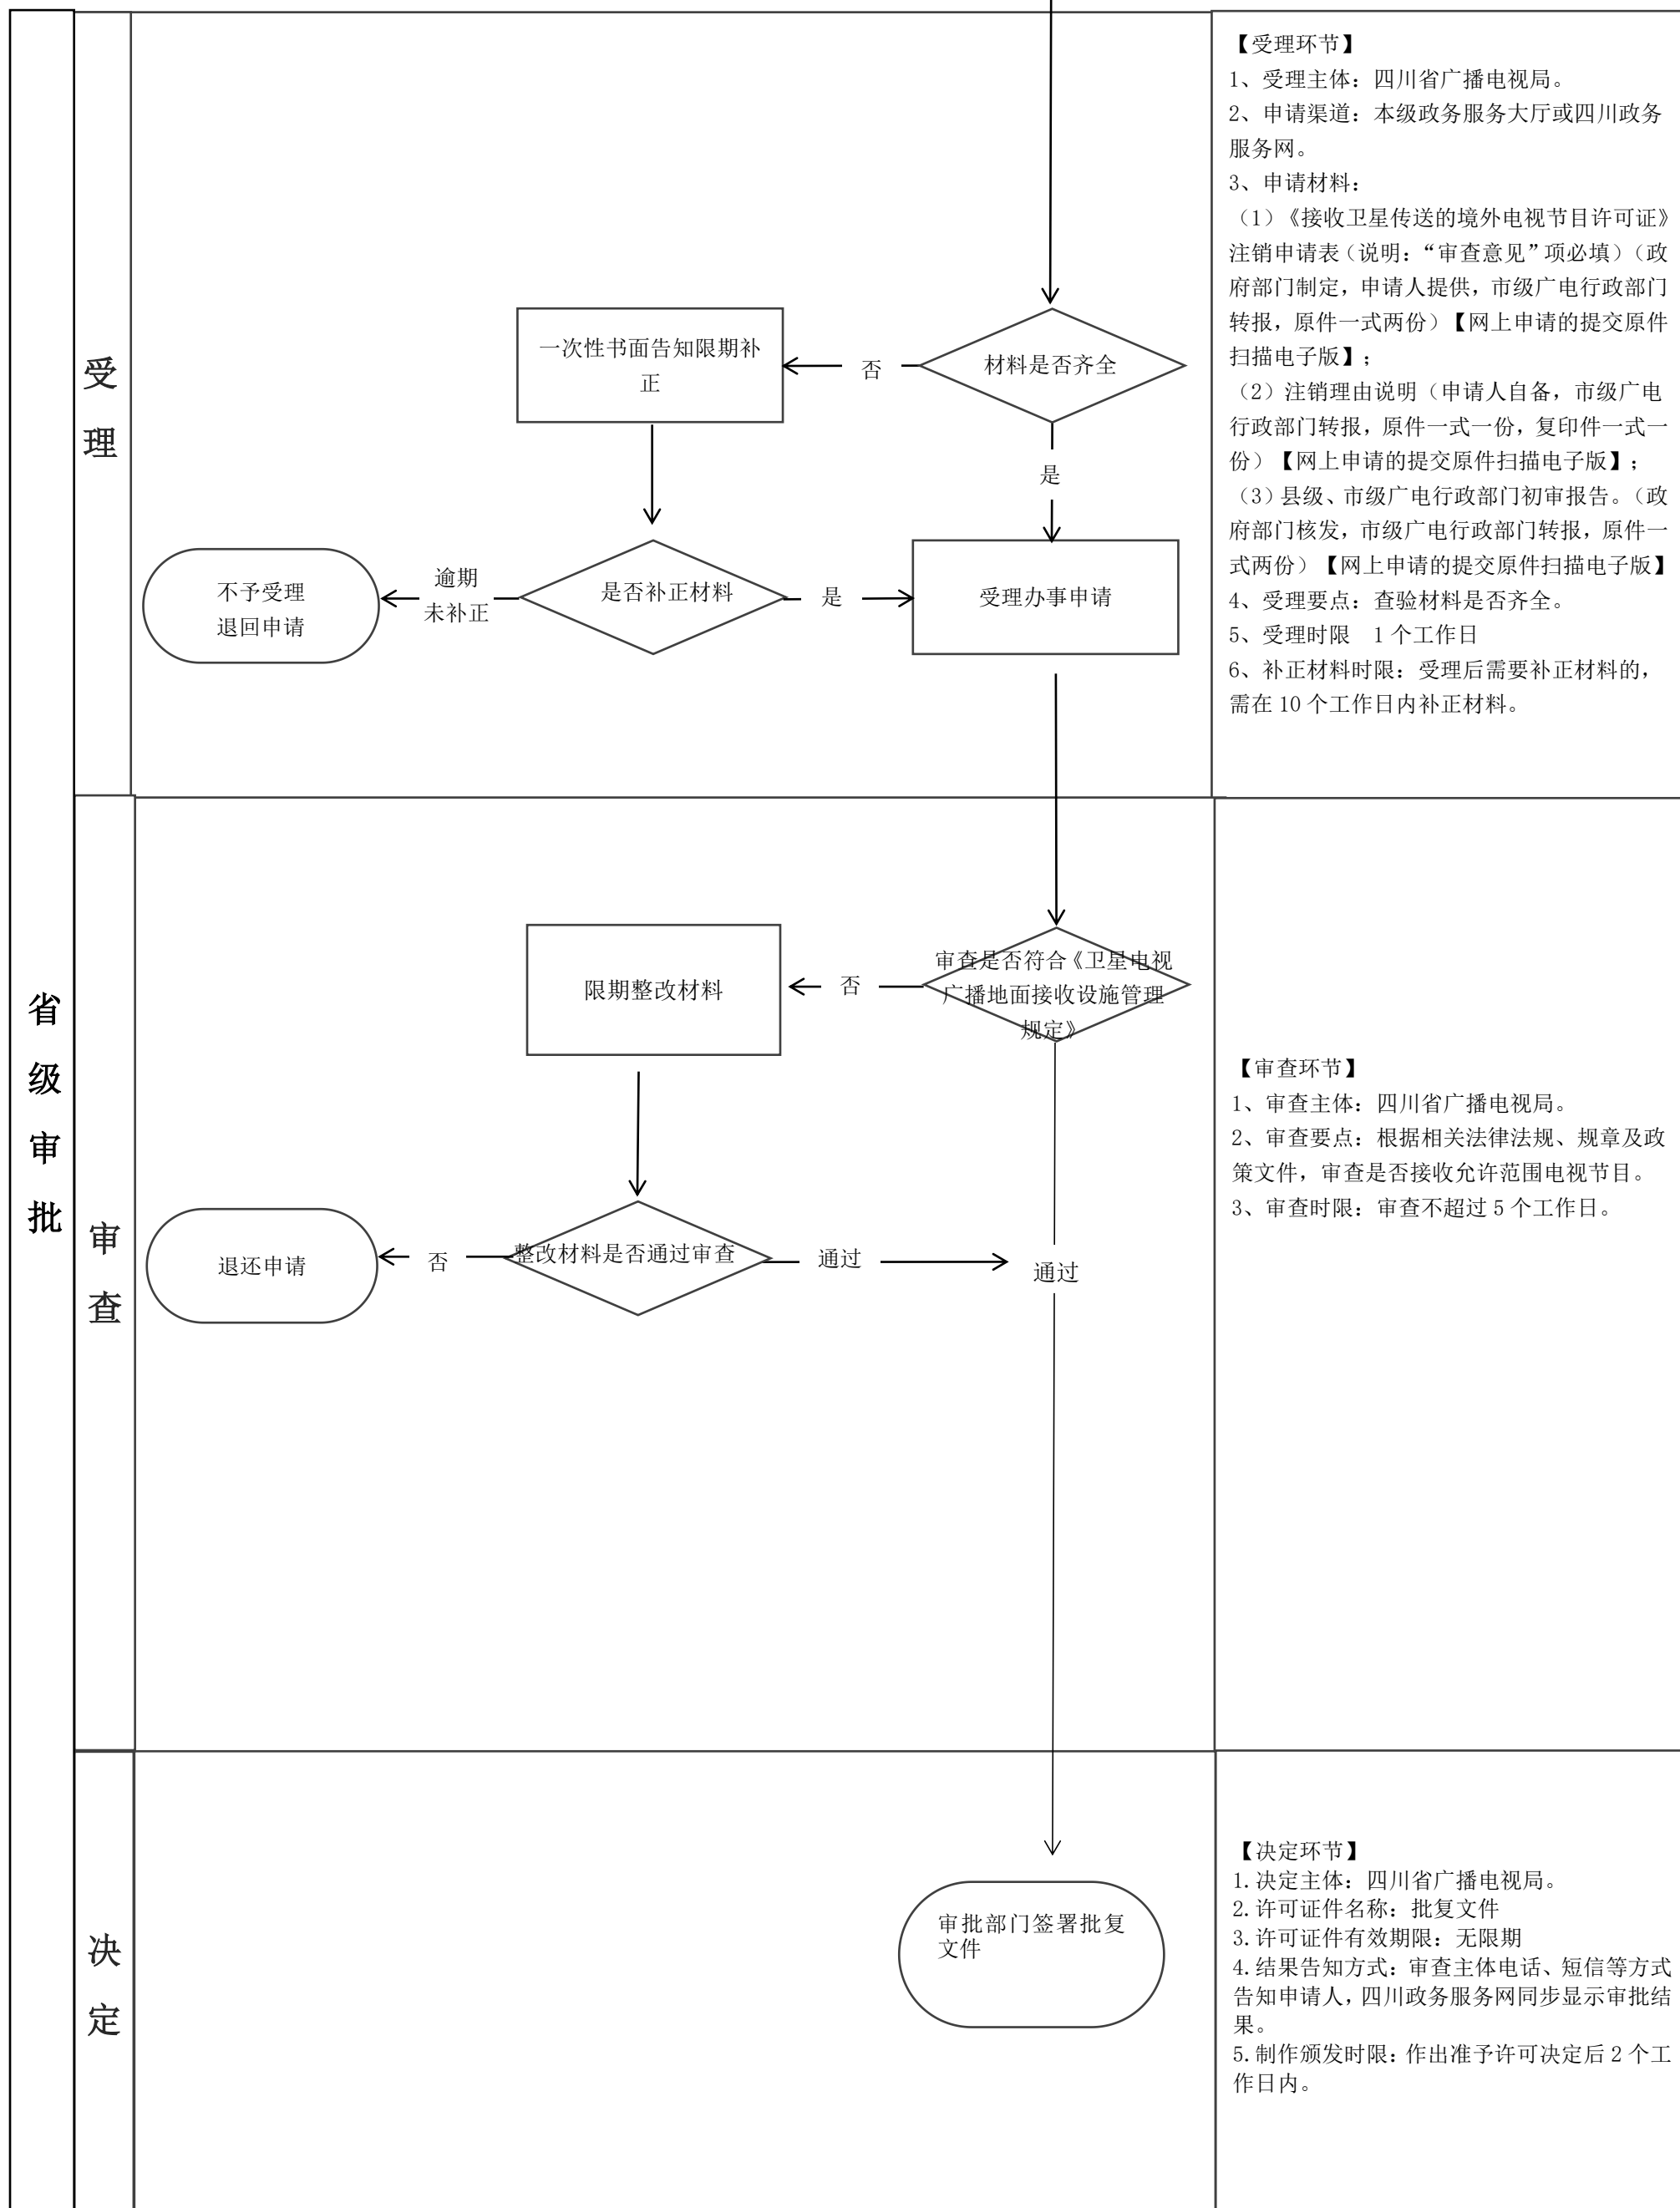 省
级
审
批
受
理
一次性书面告知限期补
正
否
材料是否齐全
是
不予受理
退回申请
逾期
未补正
是否补正材料
是
受理办事申请
【受理环节】
1、受理主体：四川省广播电视局。
2、申请渠道：本级政务服务大厅或四川政务
服务网。
3、申请材料：
（1）《接收卫星传送的境外电视节目许可证》
注销申请表（说明：“审查意见”项必填）（政
府部门制定，申请人提供，市级广电行政部门
转报，原件一式两份）【网上申请的提交原件
扫描电子版】；
（2）注销理由说明（申请人自备，市级广电
行政部门转报，原件一式一份，复印件一式一
份）【网上申请的提交原件扫描电子版】；
（3）县级、市级广电行政部门初审报告。（政
府部门核发，市级广电行政部门转报，原件一
式两份）【网上申请的提交原件扫描电子版】
4、受理要点：查验材料是否齐全。
5、受理时限　1 个工作日
6、补正材料时限：受理后需要补正材料的，
需在 10 个工作日内补正材料。
审
查
限期整改材料
否
审查是否符合《卫星电视
广播地面接收设施管理
规定》
退还申请
否
整改材料是否通过审查
通过
通过
【审查环节】
1、审查主体：四川省广播电视局。
2、审查要点：根据相关法律法规、规章及政
策文件，审查是否接收允许范围电视节目。
3、审查时限：审查不超过 5 个工作日。
决
定
审批部门签署批复
文件
【决定环节】
1.决定主体：四川省广播电视局。
2.许可证件名称：批复文件
3.许可证件有效期限：无限期
4.结果告知方式：审查主体电话、短信等方式
告知申请人，四川政务服务网同步显示审批结
果。
5.制作颁发时限：作出准予许可决定后 2 个工
作日内。